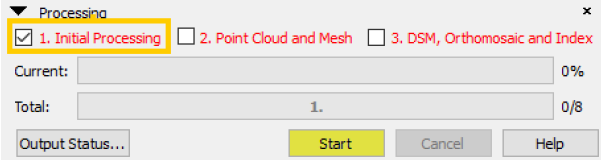 Processing ×
1. Initial Processing 2. Point Cloud and Mesh 3. DSM, Orthomosaic and Index
Current: 0%
Total: 1. 0/8
Output Status... Start Cancel Help